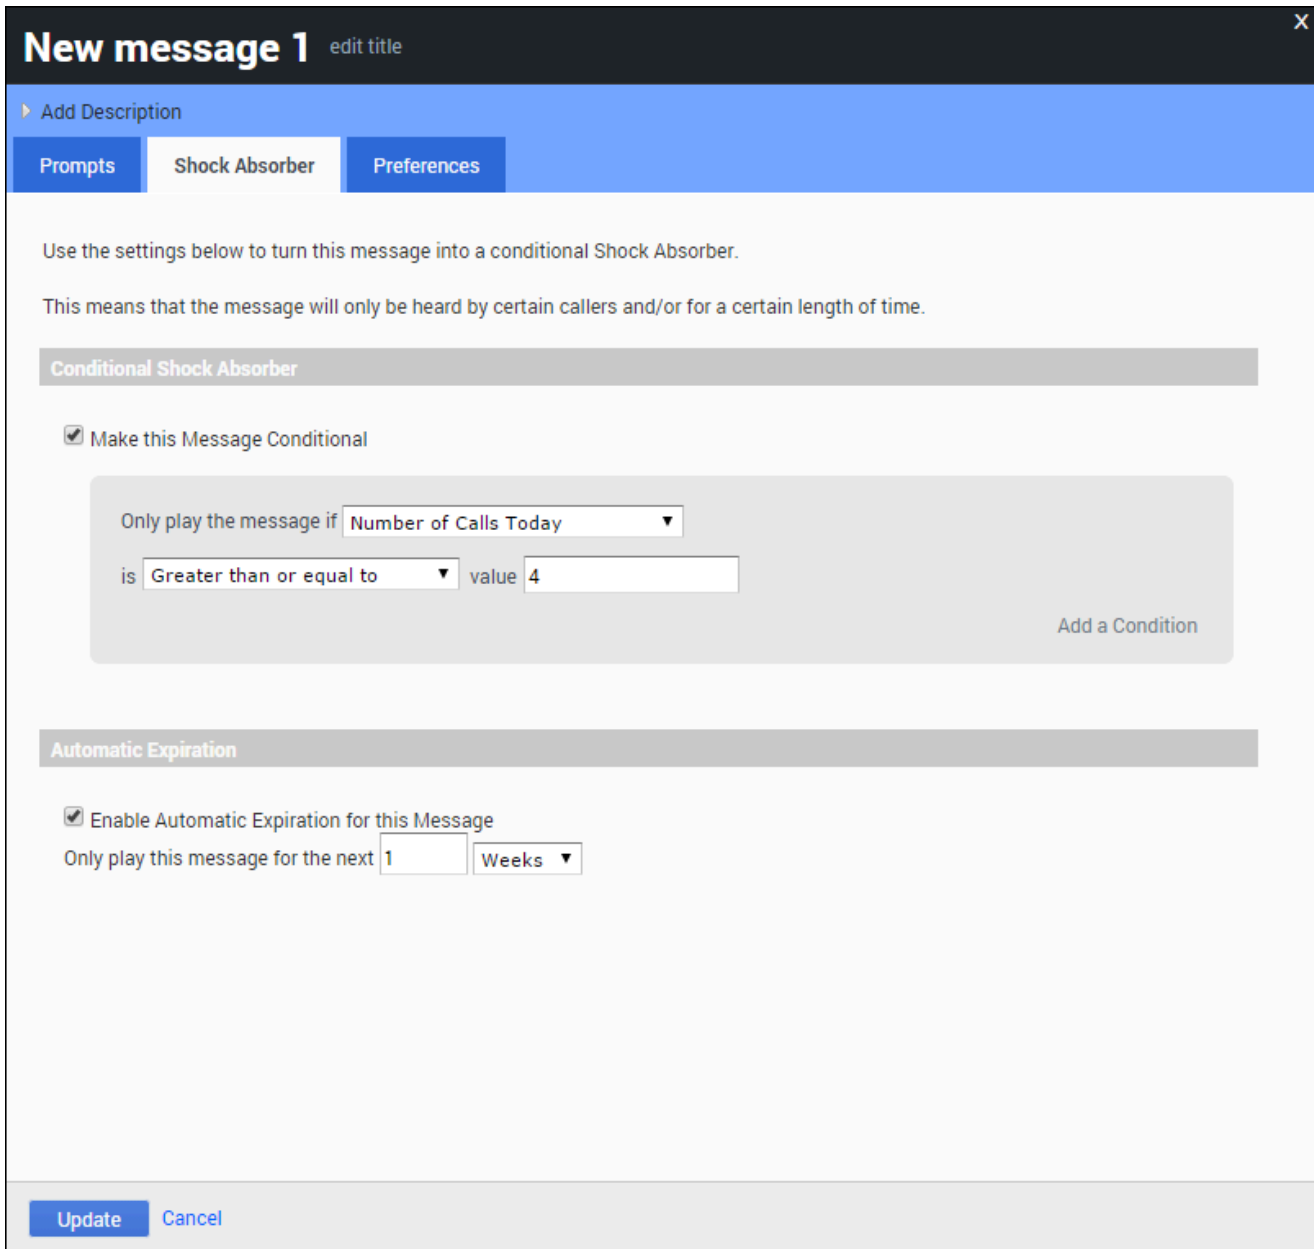 X
New message 1 edit title
Add Description
Prompts Shock Absorber Preferences
Use the settings below to turn this message into a conditional Shock Absorber.
This means that the message will only be heard by certain callers and/or for a certain length of time.
Conditional Shock Absorber
Make this Message Conditional
Only play the message if Number of Calls Today
is Greater than or equal to value 4
Add a Condition
Automatic Expiration
Enable Automatic Expiration for this Message
Only play this message for the next 1 Weeks
Update Cancel